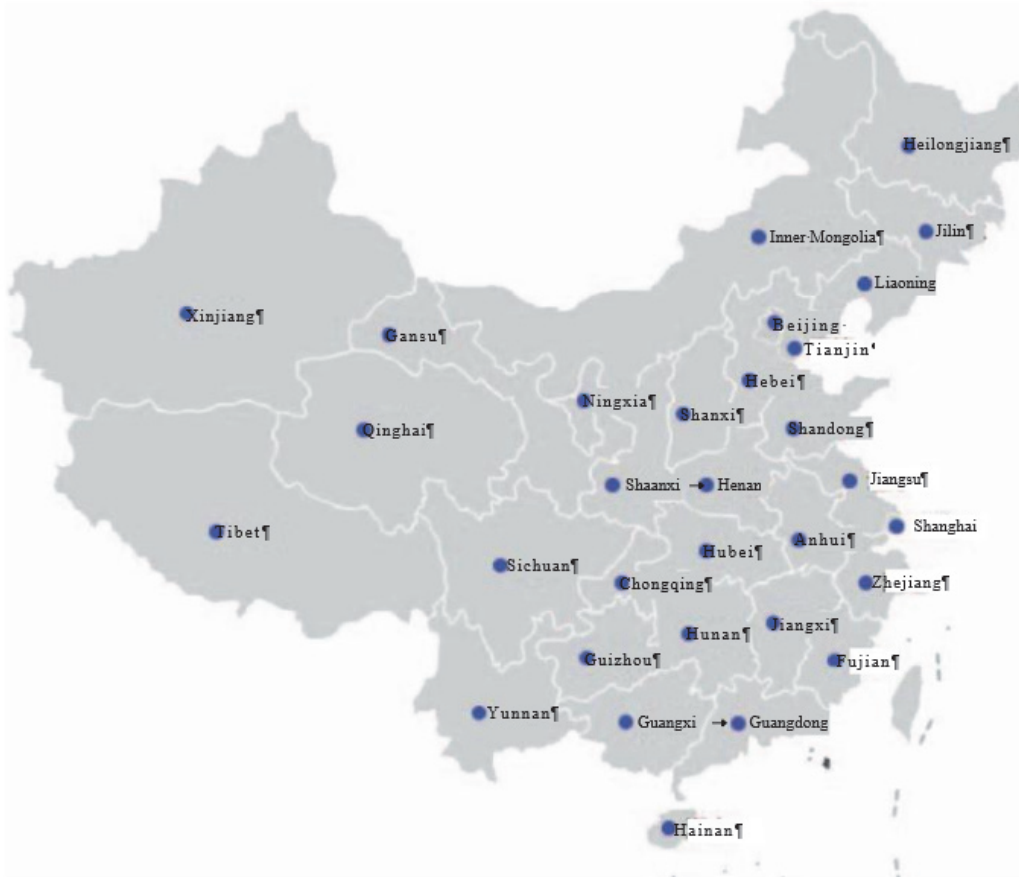 Heilongjiang¶
Jilin¶
Inner·Mongolia¶
Liaoning
Xinjiang¶
Beijing·
Gansu¶
Tianjin¶
Hebei¶
Ningxia¶
Shanxi¶
Qinghai¶
Shandong¶
Shaanxi → Henan
Jiangsu¶
Shanghai
Tibet¶
Anhui¶
Hubei¶
Sichuan¶
Chongqing¶
Zhejiang¶
Jiangxi¶
Hunan¶
Guizhou¶
Fujian¶
Yunnan¶
Guangxi → Guangdong
Hainan¶